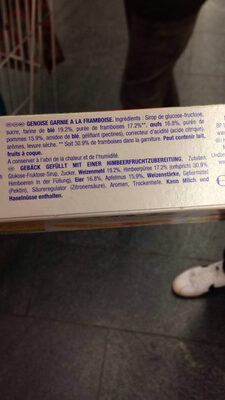 GENOISE GARNIE A LA FRAMBOISE. Ingrédients : Sirop de glucose-fructose,
sucre, farine de blé 19.2%, purée de framboises 17.2%**, œufs 16.8%, purée de
pommes 15.9%, amidon de blé, gélifiant (pectines), correcteur d'acidité (acide citrique),
arômes, levure sèche. ** Soit 30.9% de framboises dans la garniture. Peut contenir lait,
fruits à coque.
A conserver à l'abri de la chaleur et de l'humidité.
GEBÄCK GEFÜLLT MIT EINER HIMBEERFRUCHTZUBEREITUNG. Zutaten:
Glukose-Fruktose-Sirup, Zucker, Weizenmehl 19.2%, Himbeerpüree 17.2% (entspricht 30.9%
Himbeeren in der Füllung), Eier 16.8%, Apfelmus 15.9%, Weizenstärke, Geliermittel
(Pektin), Säureregulator (Zitronensäure), Aromen, Trockenhefe. Kann Milch und
Haselnüsse enthalten.